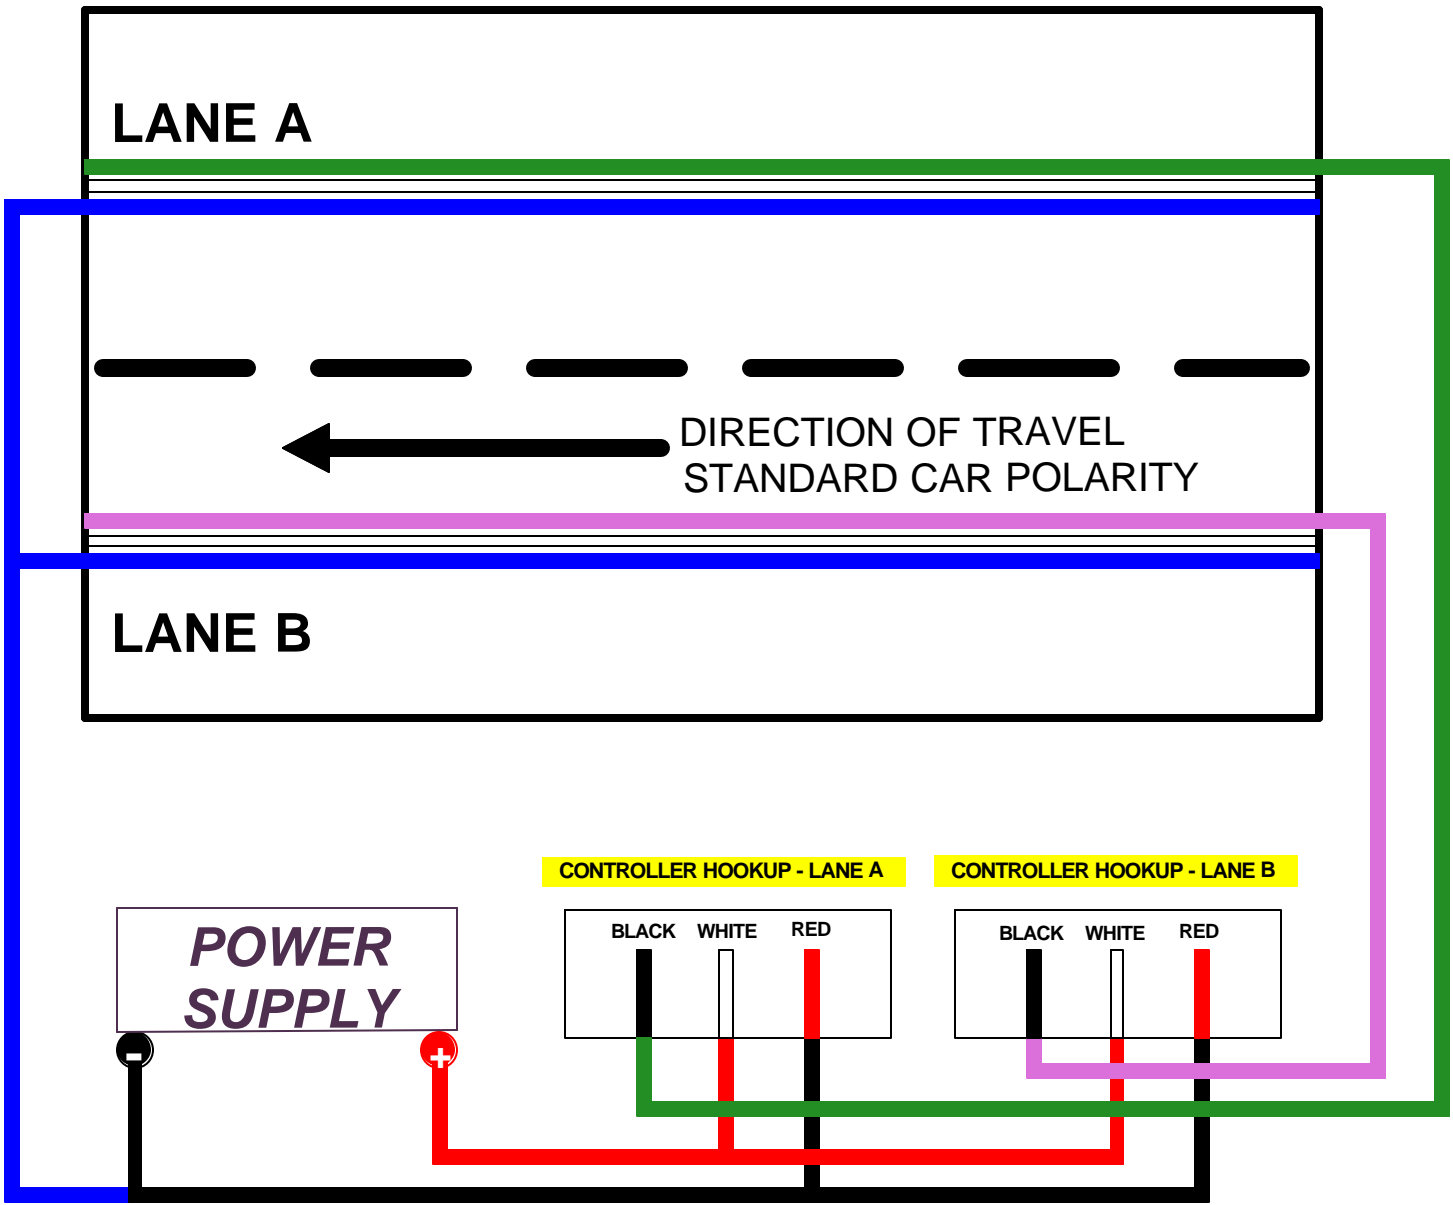 LANE A
DIRECTION OF TRAVEL
STANDARD CAR POLARITY
LANE B
CONTROLLER HOOKUP - LANE A
CONTROLLER HOOKUP - LANE B
POWER
SUPPLY
- +
BLACK WHITE RED
BLACK WHITE RED